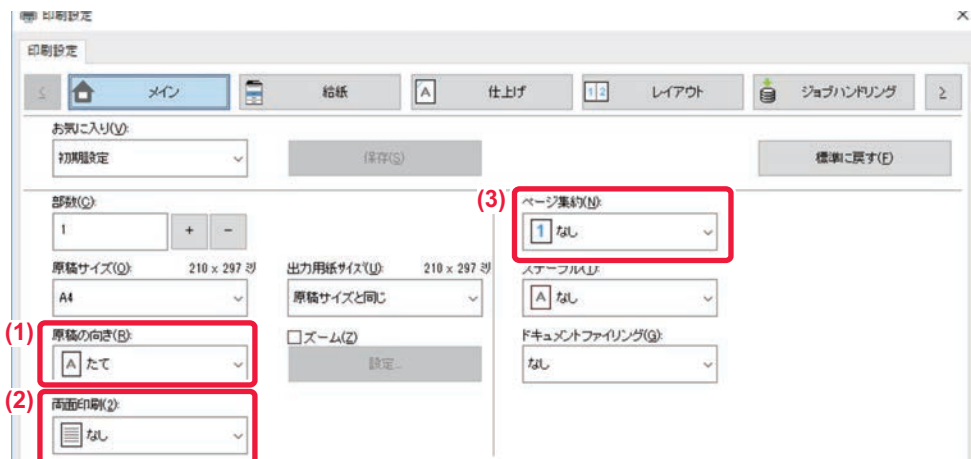 印刷設定
印刷設定
メイン 給紙 仕上げ レイアウト ジョブハンドリング
お気に入り(V):
初期設定 保存(S) 標準に戻す(F)
部数(C): (3) ページ集約(N):
1 + - 1 なし
原稿サイズ(O): 210 x 297 ミリ 出力用紙サイズ(U): 210 x 297 ミリ ステープル(T):
A4 原稿サイズと同じ A なし
(1) 原稿の向き(R): ズーム(Z) ドキュメントファイリング(G):
A たて 設定... なし
(2) 両面印刷(2):
なし